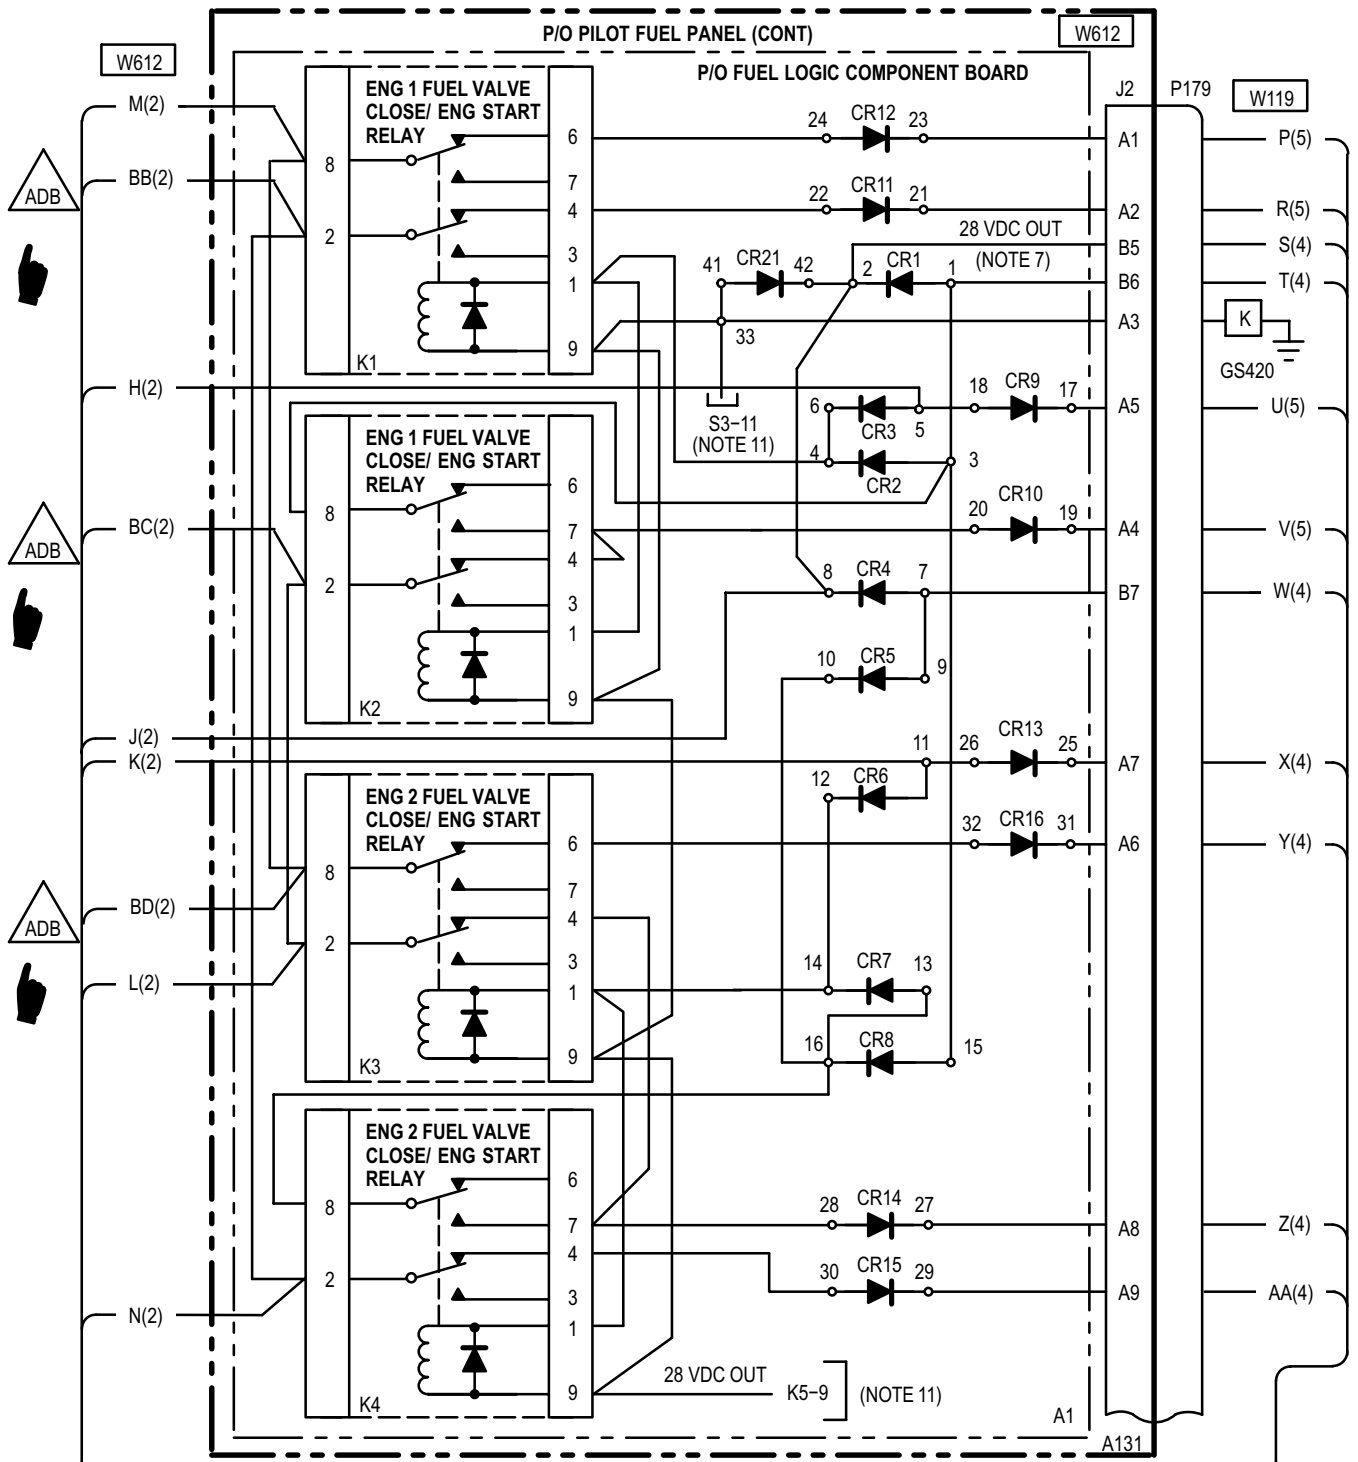 P/O PILOT FUEL PANEL (CONT)
W612
W612
P/O FUEL LOGIC COMPONENT BOARD
J2 P179
W119
M(2)
ENG 1 FUEL VALVE
CLOSE/ ENG START
RELAY
8
2
6
7
4
3
1
9
K1
24 CR12 23
A1
P(5)
ADB
BB(2)
22 CR11 21
A2
R(5)
28 VDC OUT
(NOTE 7)
B5
S(4)
41 CR21 42
2 CR1 1
B6
T(4)
33
A3
K
GS420
H(2)
S3-11
(NOTE 11)
6 CR3 5
18 CR9 17
A5
U(5)
4 CR2 3
ENG 1 FUEL VALVE
CLOSE/ ENG START
RELAY
8
2
6
7
4
3
1
9
K2
ADB
BC(2)
20 CR10 19
A4
V(5)
8 CR4 7
B7
W(4)
10 CR5 9
J(2)
K(2)
11
26 CR13 25
A7
X(4)
12 CR6
ENG 2 FUEL VALVE
CLOSE/ ENG START
RELAY
8
2
6
7
4
3
1
9
K3
32 CR16 31
A6
Y(4)
ADB
BD(2)
L(2)
14 CR7 13
16 CR8 15
ENG 2 FUEL VALVE
CLOSE/ ENG START
RELAY
8
2
6
7
4
3
1
9
K4
28 CR14 27
A8
Z(4)
30 CR15 29
A9
AA(4)
N(2)
28 VDC OUT
K5-9
(NOTE 11)
A1
A131